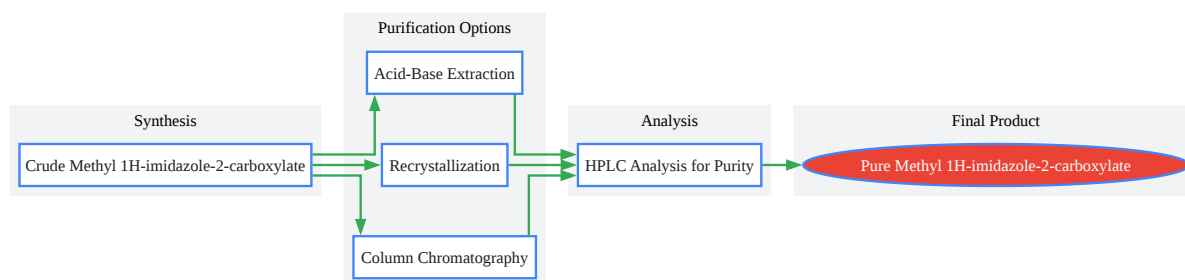 Purification Options
Acid-Base Extraction
Synthesis
Analysis
Final Product
Crude Methyl 1H-imidazole-2-carboxylate
Recrystallization
HPLC Analysis for Purity
Pure Methyl 1H-imidazole-2-carboxylate
Column Chromatography